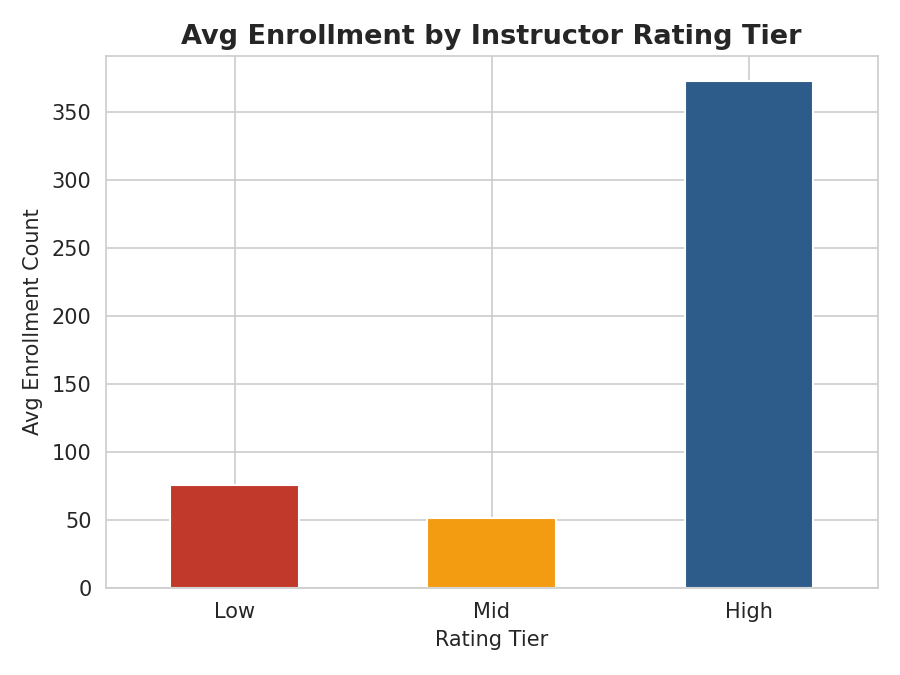 Avg Enrollment by Instructor Rating Tier
Avg Enrollment Count
350
300
250
200
150
100
50
0
Low Mid High
Rating Tier